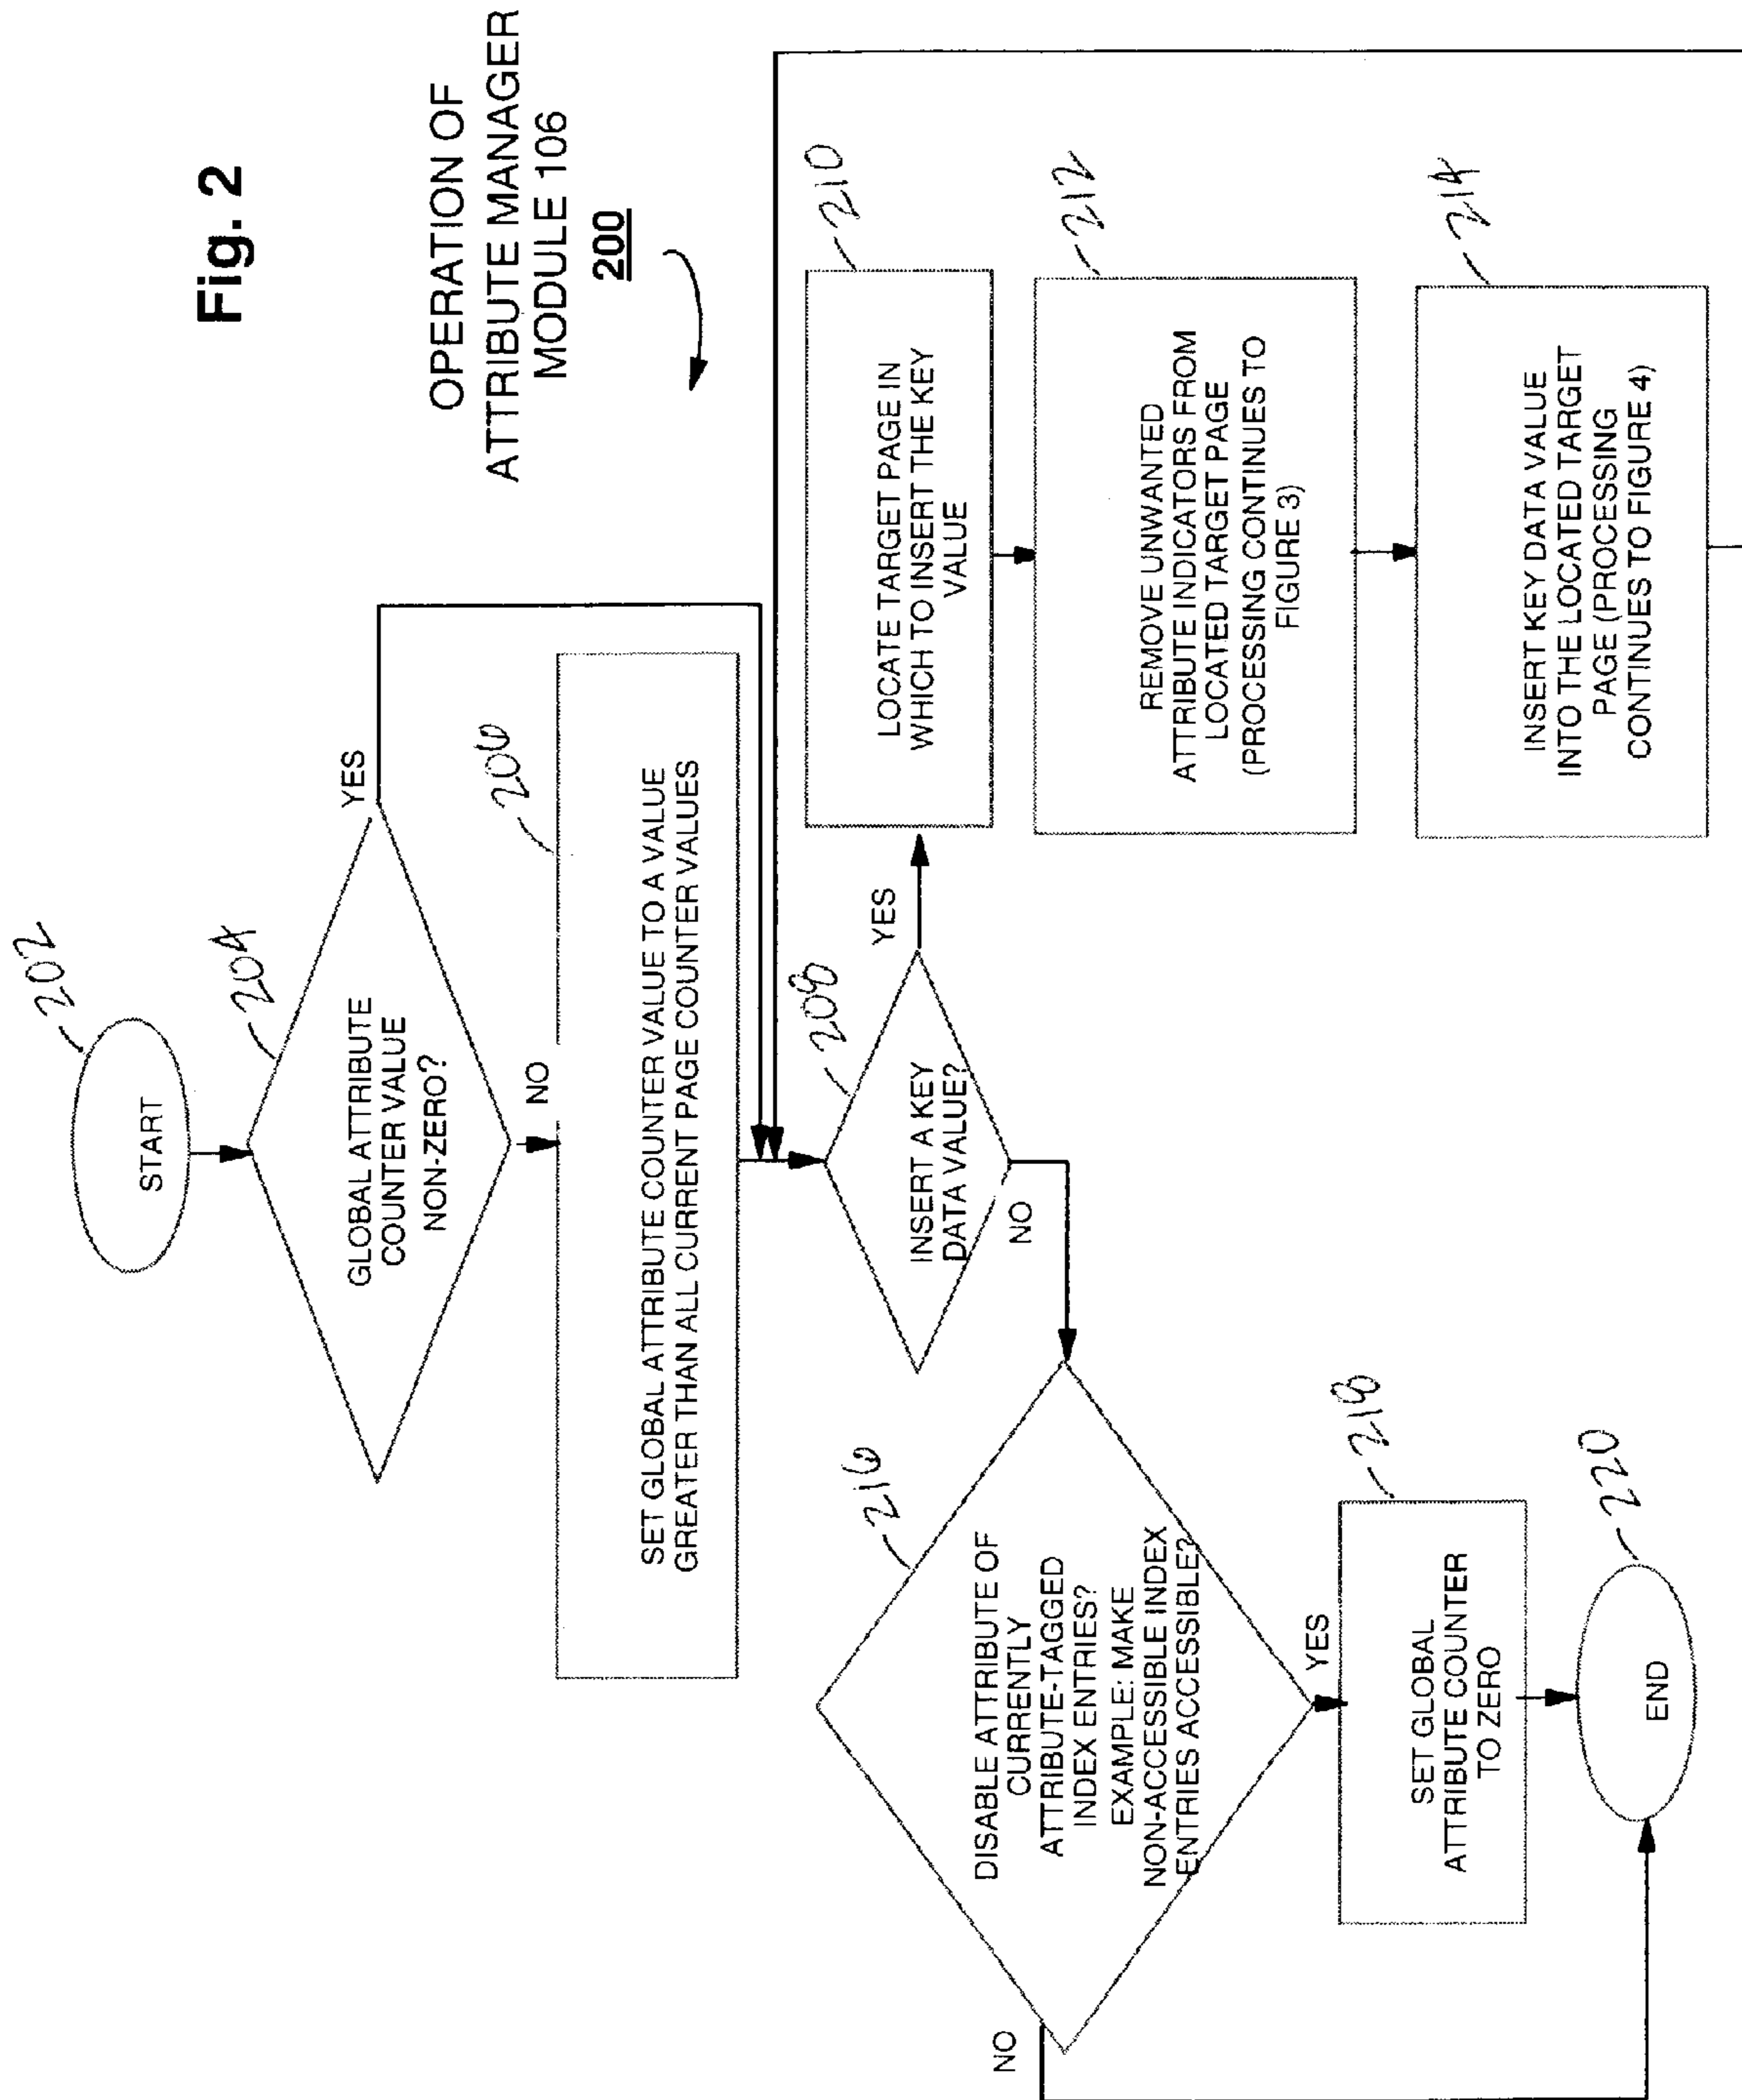 Fig. 2
OPERATION OF
ATTRIBUTE MANAGER
MODULE 106
200
202
START
204
GLOBAL ATTRIBUTE
COUNTER VALUE
NON-ZERO?
YES
NO
206
SET GLOBAL ATTRIBUTE COUNTER VALUE TO A VALUE
GREATER THAN ALL CURRENT PAGE COUNTER VALUES
208
INSERT A KEY
DATA VALUE?
YES
NO
210
LOCATE TARGET PAGE IN
WHICH TO INSERT THE KEY
VALUE
212
REMOVE UNWANTED
ATTRIBUTE INDICATORS FROM
LOCATED TARGET PAGE
(PROCESSING CONTINUES TO
FIGURE 3)
214
INSERT KEY DATA VALUE
INTO THE LOCATED TARGET
PAGE (PROCESSING
CONTINUES TO FIGURE 4)
216
DISABLE ATTRIBUTE OF
CURRENTLY
ATTRIBUTE-TAGGED
INDEX ENTRIES?
EXAMPLE: MAKE
NON-ACCESSIBLE INDEX
ENTRIES ACCESSIBLE?
NO
YES
218
SET GLOBAL
ATTRIBUTE COUNTER
TO ZERO
220
END